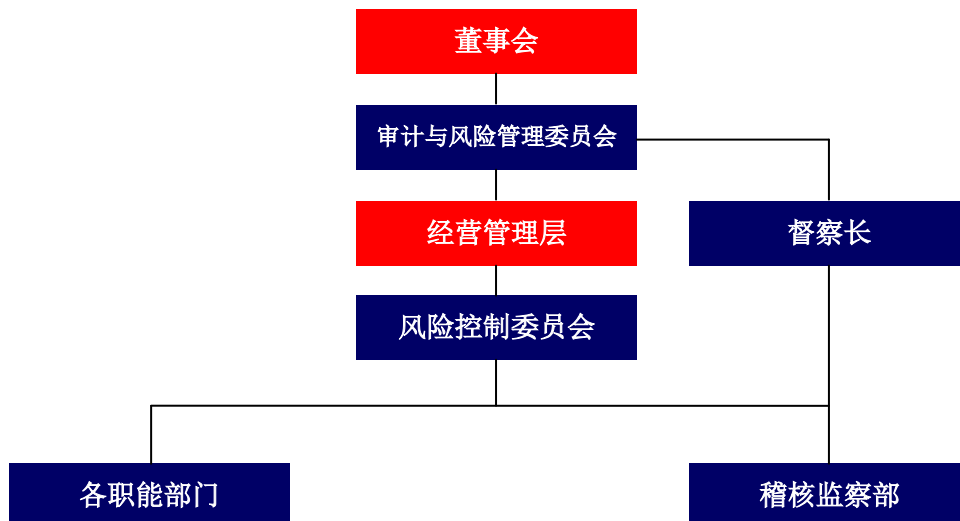 董事会
审计与风险管理委员会
经营管理层
督察长
风险控制委员会
各职能部门
稽核监察部